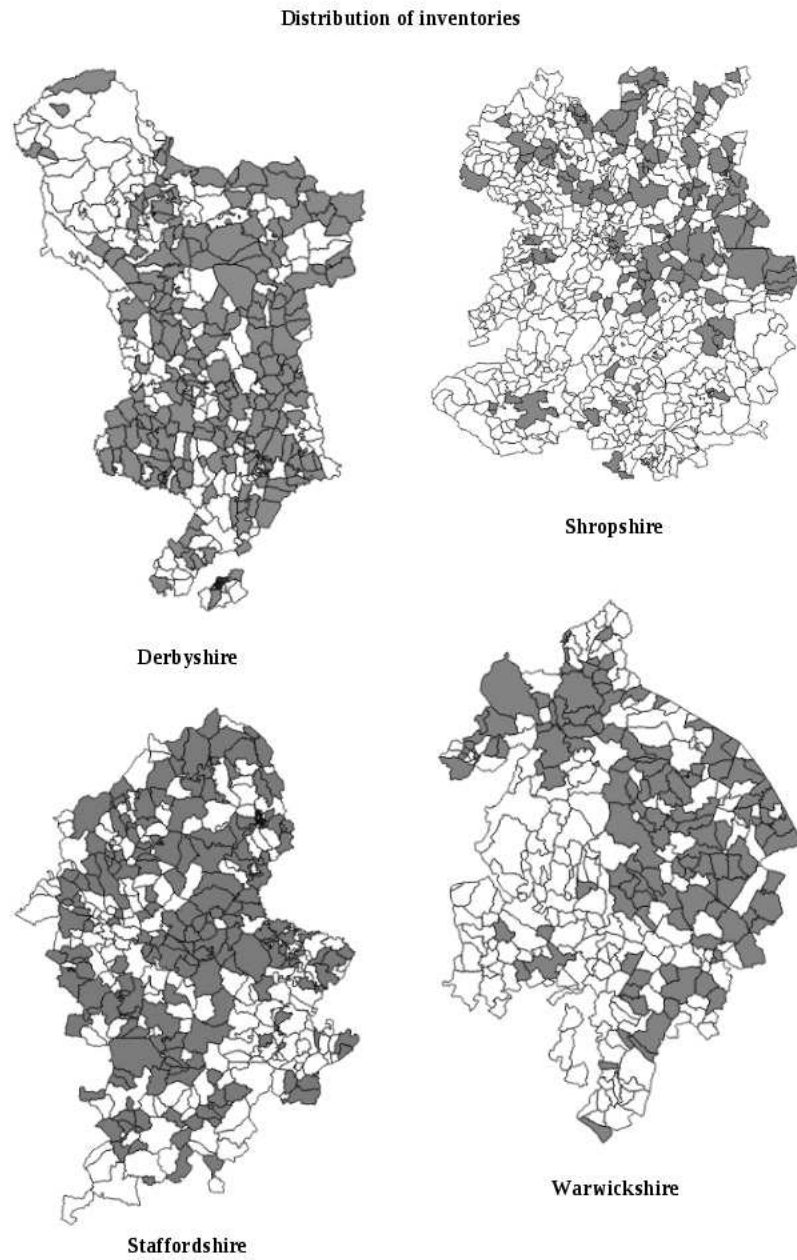 Distribution of inventories
Shropshire
Derbyshire
Warwickshire
Staffordshire